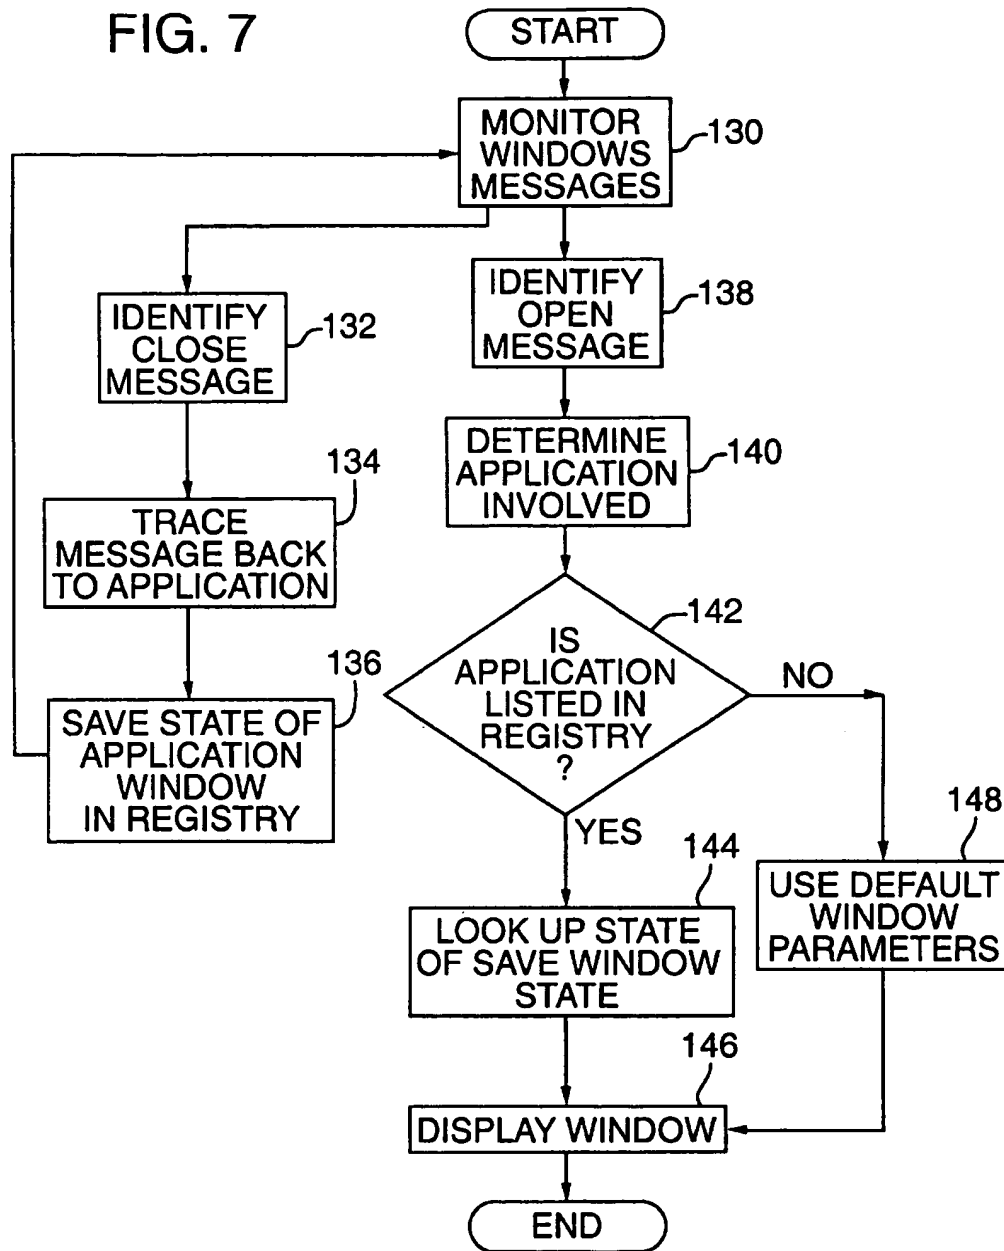 FIG. 7
START
MONITOR
WINDOWS
MESSAGES
130
IDENTIFY
CLOSE
MESSAGE
132
IDENTIFY
OPEN
MESSAGE
138
TRACE
MESSAGE BACK
TO APPLICATION
134
DETERMINE
APPLICATION
INVOLVED
140
SAVE STATE OF
APPLICATION
WINDOW
IN REGISTRY
136
IS
APPLICATION
LISTED IN
REGISTRY
?
142
NO
YES
LOOK UP STATE
OF SAVE WINDOW
STATE
144
USE DEFAULT
WINDOW
PARAMETERS
148
DISPLAY WINDOW
146
END